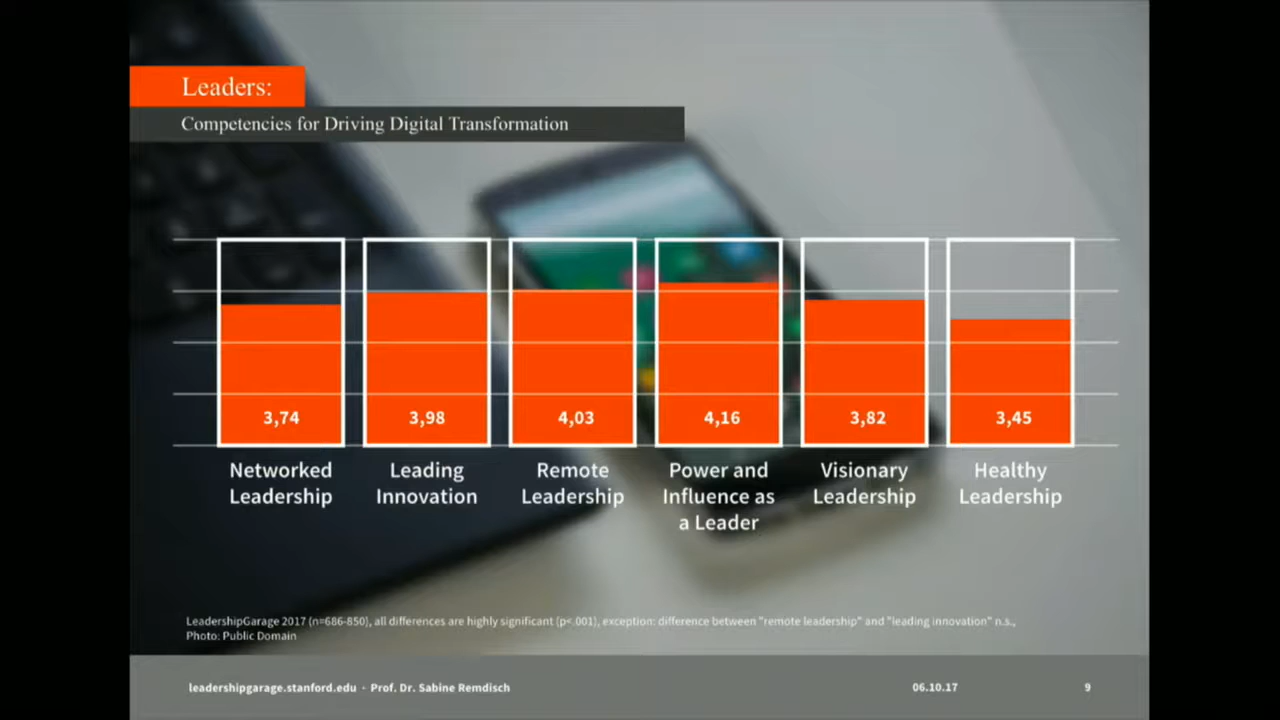 Leaders:
Competencies for Driving Digital Transformation
3,74
3,98
4,03
4,16
3,82
3,45
Networked
Leadership
Leading
Innovation
Remote
Leadership
Power and
Influence as
a Leader
Visionary
Leadership
Healthy
Leadership
LeadershipGarage 2017 (n=686-850), all differences are highly significant (p<.001), exception: difference between "remote leadership" and "leading innovation" n.s.,
Photo: Public Domain
leadershipgarage.stanford.edu - Prof. Dr. Sabine Remdisch
06.10.17
9